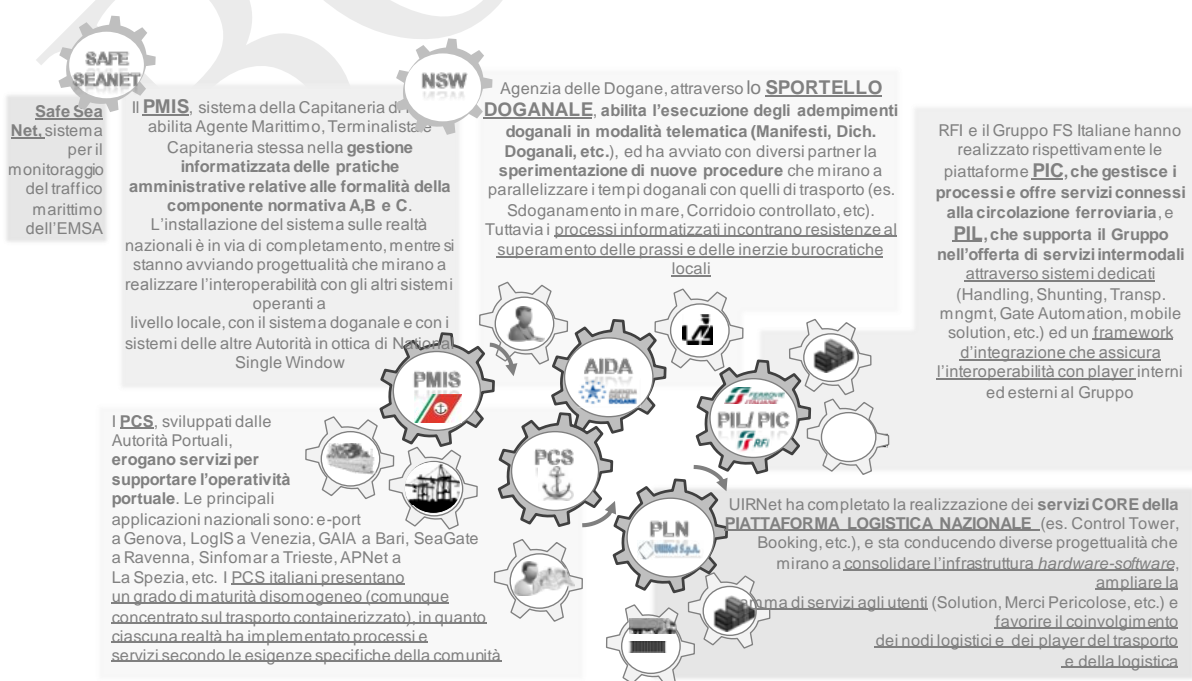 SAFE
SEANET
NSW
Safe Sea
Net, sistema
per il
monitoraggio
del traffico
marittimo
dell'EMSA
Il PMIS, sistema della Capitaneria di
abilita Agente Marittimo, Terminalista e
Capitaneria stessa nella gestione
informatizzata delle pratiche
amministrative relative alle formalità della
componente normativa A,B e C.
L'installazione del sistema sulle realtà
nazionali è in via di completamento, mentre si
stanno avviando progettualità che mirano a
realizzare l'interoperabilità con gli altri sistemi
operanti a
livello locale, con il sistema doganale e con i
sistemi delle altre Autorità in ottica di National
Single Window
Agenzia delle Dogane, attraverso lo SPORTELLO
DOGANALE, abilita l'esecuzione degli adempimenti
doganali in modalità telematica (Manifesti, Dich.
Doganali, etc.), ed ha avviato con diversi partner la
sperimentazione di nuove procedure che mirano a
parallelizzare i tempi doganali con quelli di trasporto (es.
Sdoganamento in mare, Corridoio controllato, etc).
Tuttavia i processi informatizzati incontrano resistenze al
superamento delle prassi e delle inerzie burocratiche
locali
RFI e il Gruppo FS Italiane hanno
realizzato rispettivamente le
piattaforme PIC, che gestisce i
processi e offre servizi connessi
alla circolazione ferroviaria, e
PIL, che supporta il Gruppo
nell'offerta di servizi intermodali
attraverso sistemi dedicati
(Handling, Shunting, Transp.
mngmt, Gate Automation, mobile
solution, etc.) ed un framework
d'integrazione che assicura
l'interoperabilità con player interni
ed esterni al Gruppo
PMIS
AIDA
AGENZIA
DELLE
DOGANE
FERROVIE
ITALIANE
PIL/ PIC
RFI
PCS
PLN
UIRNet S.p.A.
I PCS, sviluppati dalle
Autorità Portuali,
erogano servizi per
supportare l'operatività
portuale. Le principali
applicazioni nazionali sono: e-port
a Genova, LogIS a Venezia, GAIA a Bari, SeaGate
a Ravenna, Sinfomar a Trieste, APNet a
La Spezia, etc. I PCS italiani presentano
un grado di maturità disomogeneo (comunque
concentrato sul trasporto containerizzato), in quanto
ciascuna realtà ha implementato processi e
servizi secondo le esigenze specifiche della comunità
UIRNet ha completato la realizzazione dei servizi CORE della
PIATTAFORMA LOGISTICA NAZIONALE (es. Control Tower,
Booking, etc.), e sta conducendo diverse progettualità che
mirano a consolidare l'infrastruttura hardware-software,
ampliare la
gamma di servizi agli utenti (Solution, Merci Pericolose, etc.) e
favorire il coinvolgimento
dei nodi logistici e dei player del trasporto
e della logistica